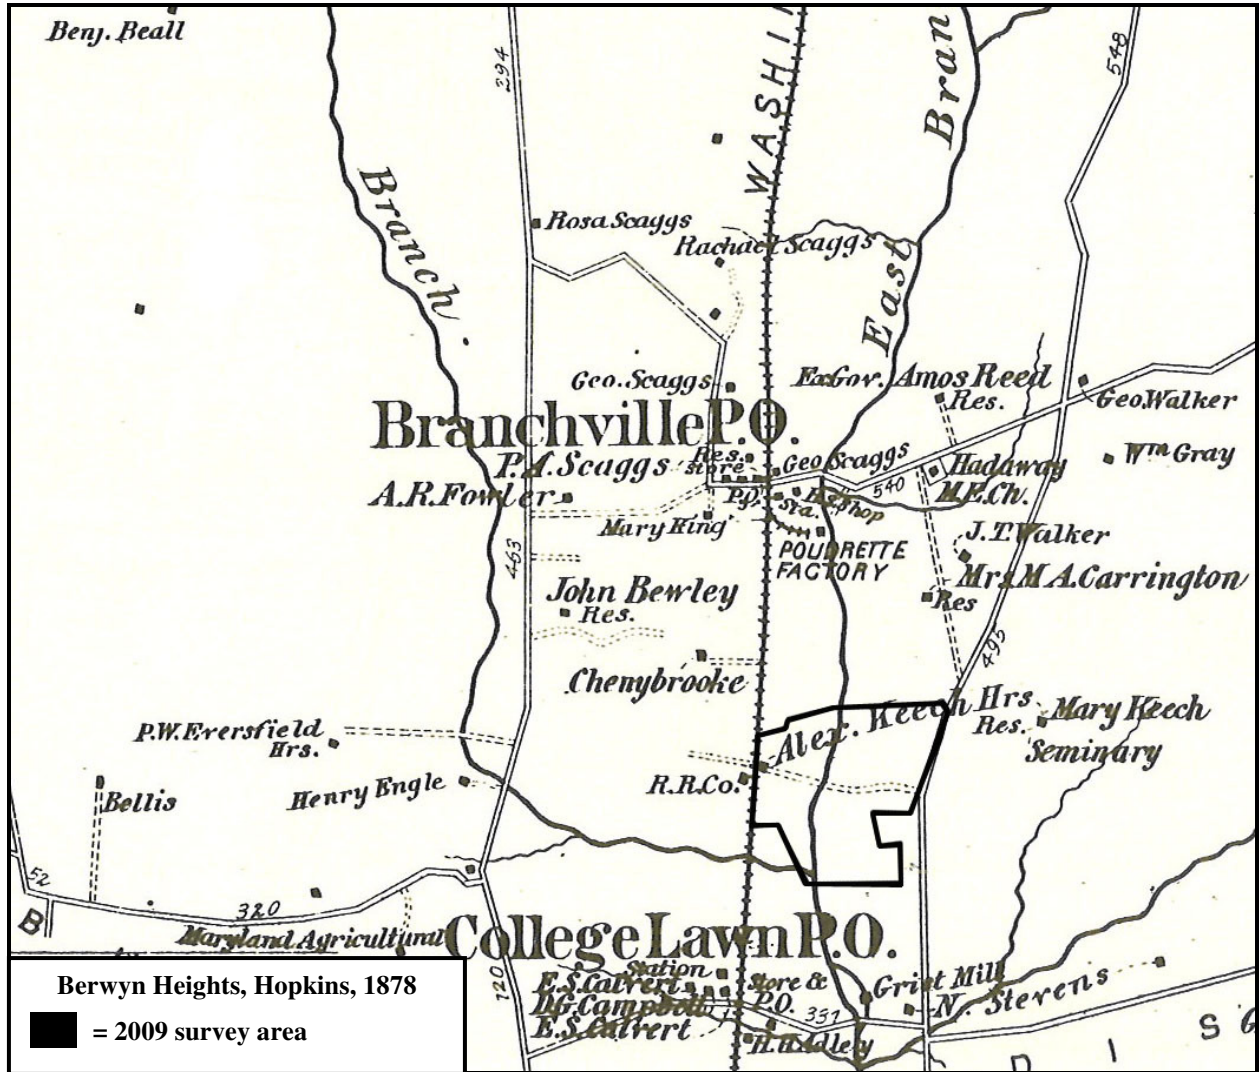 Benj. Beall
294
WASHI
Bran
548
Branch
Rosa Scaggs
Rachael Scaggs
East
Geo. Scaggs
Ex Gov. Amos Reed
Res.
Geo Walker
Branchville P.O.
P.A. Scaggs
Res.
Store
Geo Scaggs
Hadaway
Wm Gray
A.R. Fowler
P.O.
Sta.
B.S. Shop
540
M.E. Ch.
Mary King
463
POUDRETTE
FACTORY
J.T. Walker
Mrs M A. Carrington
Res
John Bewley
Res.
495
Chenybrooke
Alex. Keech Hrs
Res.
Mary Keech
Seminary
P.W. Eversfield
Hrs.
R.R. Co.
Henry Engle
Bellis
52
B
320
Maryland Agricultural
College Lawn P.O.
120
Station
E.S. Calvert
D.G. Campbell
E.S. Calvert
Store &
P.O.
331
Grist Mill
N. Stevens
D I S
Berwyn Heights, Hopkins, 1878
= 2009 survey area